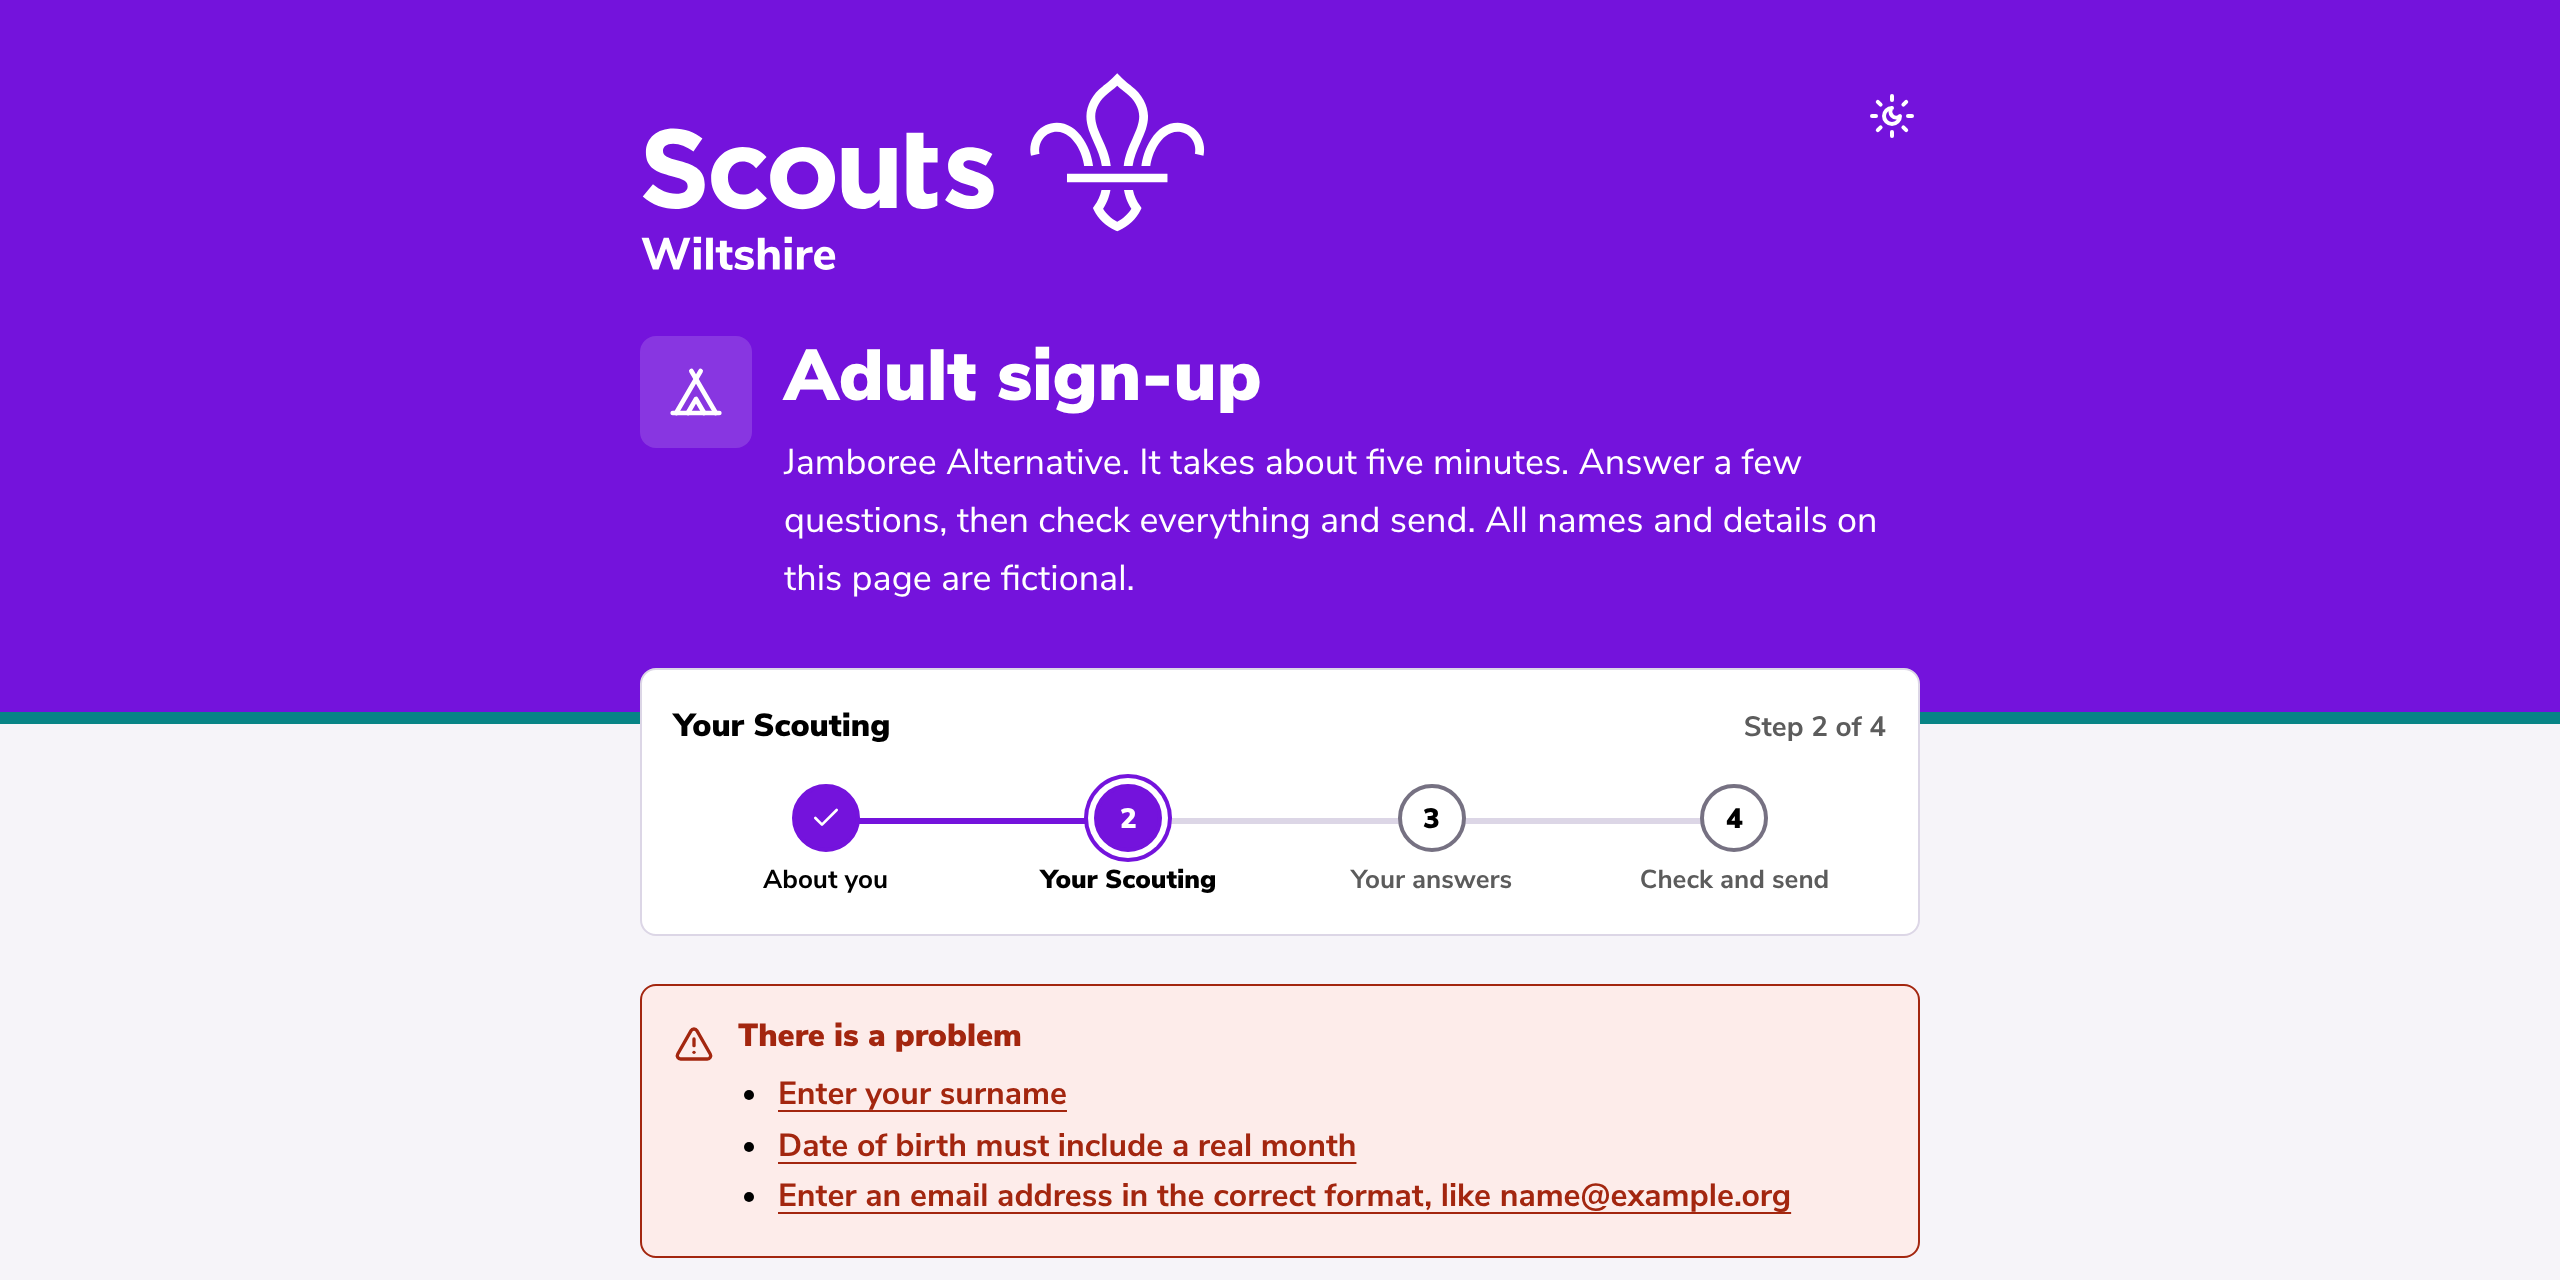 Scouts
Wiltshire
Adult sign-up
Jamboree Alternative. It takes about five minutes. Answer a few
questions, then check everything and send. All names and details on
this page are fictional.
Your Scouting
Step 2 of 4
2
3
4
About you
Your Scouting
Your answers
Check and send
There is a problem
Enter your surname
Date of birth must include a real month
Enter an email address in the correct format, like name@example.org